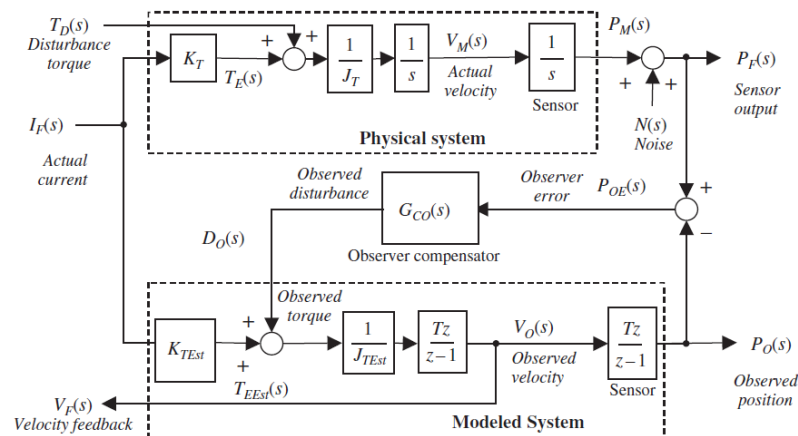 T_D(s)
Disturbance
torque
K_T
T_E(s)
+
+
1
J_T
1
s
V_M(s)
Actual
velocity
1
s
Sensor
P_M(s)
+
+
N(s)
Noise
P_F(s)
Sensor
output
I_F(s)
Actual
current
Physical system
Observed
disturbance
D_O(s)
G_CO(s)
Observer compensator
Observer
error
P_OE(s)
+
−
Observed
torque
K_TEst
+
+
T_EEst(s)
1
J_TEst
Tz
z−1
V_O(s)
Observed
velocity
Tz
z−1
Sensor
P_O(s)
Observed
position
V_F(s)
Velocity feedback
Modeled System